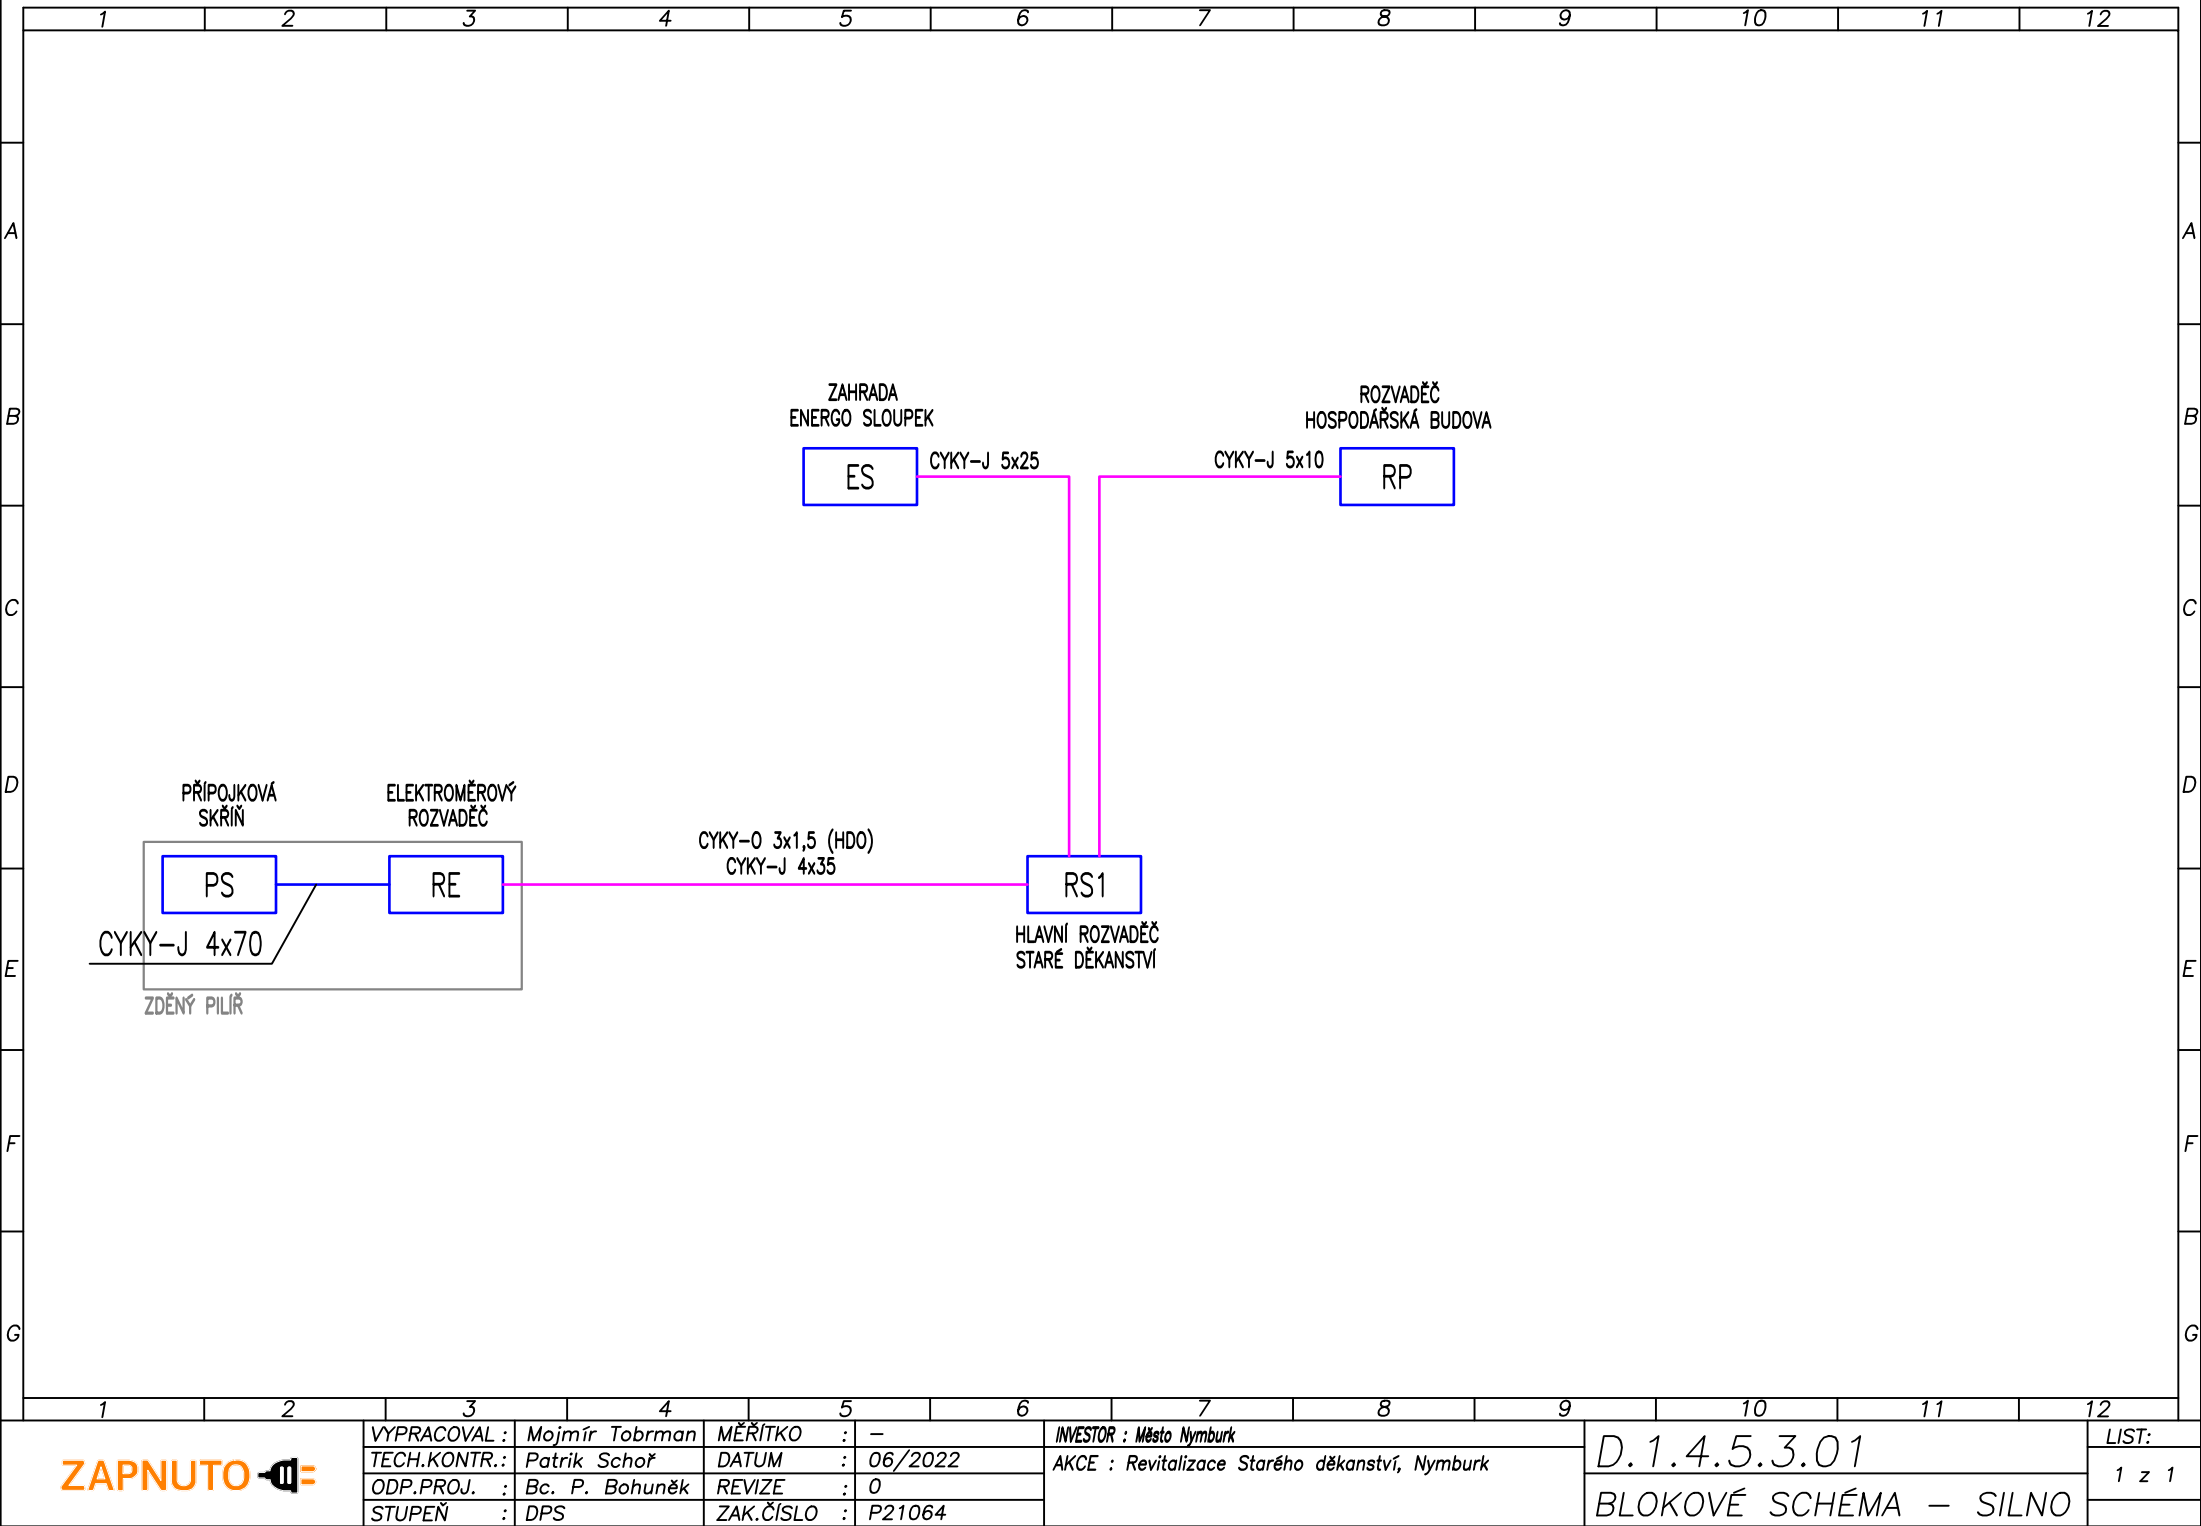 1 2 3 4 5 6 7 8 9 10 11 12
A A
ZAHRADA
ENERGO SLOUPEK
ROZVADĚČ
HOSPODÁŘSKÁ BUDOVA
B B
CYKY-J 5x25
CYKY-J 5x10
ES
RP
C C
D D
PŘÍPOJKOVÁ
SKŘÍŇ
ELEKTROMĚROVÝ
ROZVADĚČ
CYKY-O 3x1,5 (HDO)
CYKY-J 4x35
PS
RE
RS1
HLAVNÍ ROZVADĚČ
STARÉ DĚKANSTVÍ
CYKY-J 4x70
E E
ZDĚNÝ PILÍŘ
F F
G G
1 2 3 4 5 6 7 8 9 10 11 12
ZAPNUTO
VYPRACOVAL : Mojmír Tobrman MĚŘÍTKO : -
TECH.KONTR.: Patrik Schoř DATUM : 06/2022
ODP.PROJ. : Bc. P. Bohuněk REVIZE : 0
STUPEŇ : DPS ZAK.ČÍSLO : P21064
INVESTOR : Město Nymburk
AKCE : Revitalizace Starého děkanství, Nymburk
D.1.4.5.3.01
BLOKOVÉ SCHÉMA - SILNO
LIST:
1 z 1